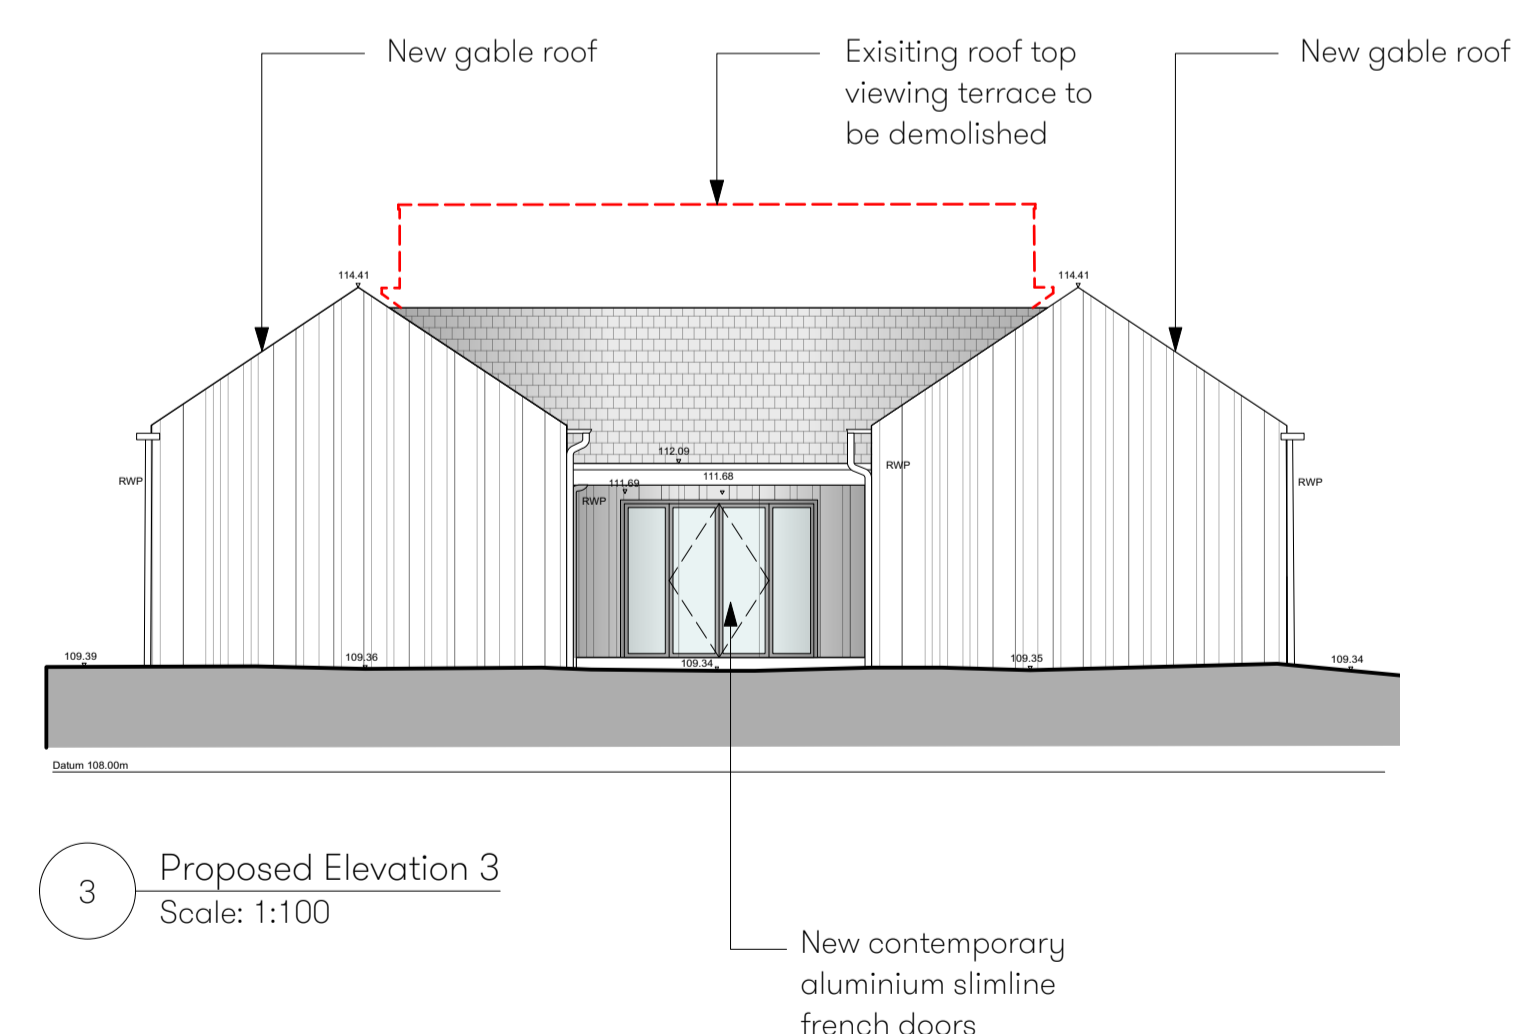 New gable roof
Exisiting roof top
viewing terrace to
be demolished
New gable roof
114.41
114.41
112.09
111.69
111.68
RWP
RWP
RWP
RWP
109.39
109.36
109.34
109.35
109.34
Datum 108.00m
3
Proposed Elevation 3
Scale: 1:100
New contemporary
aluminium slimline
french doors